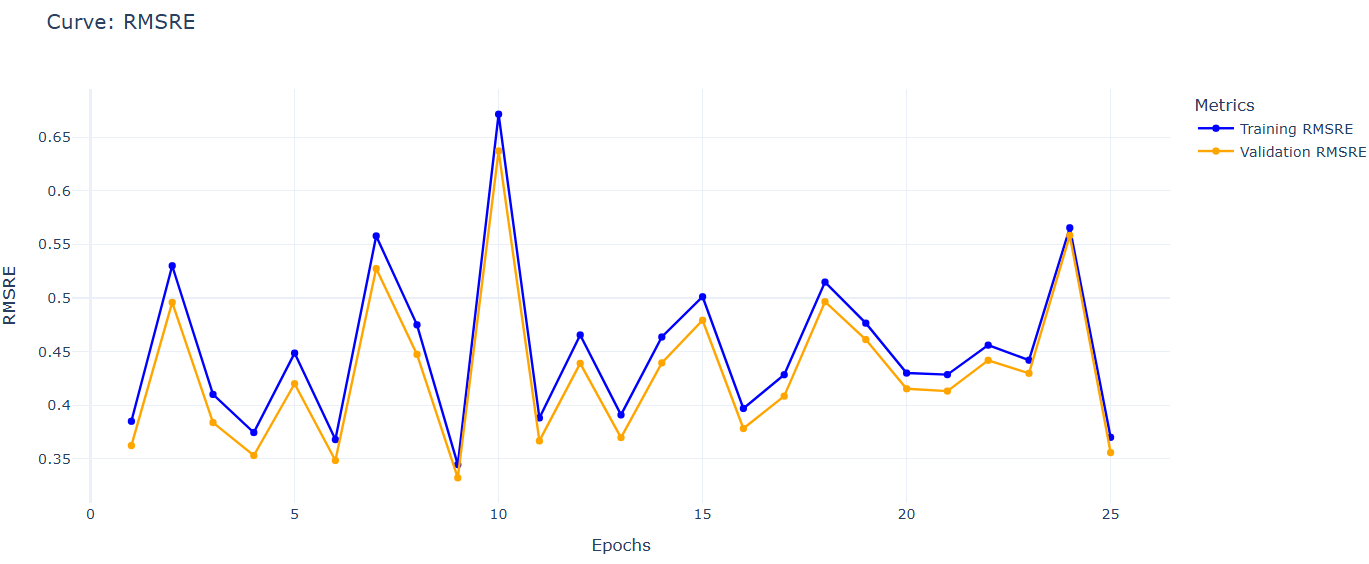 Curve: RMSRE
Metrics
Training RMSRE
Validation RMSRE
RMSRE
0.65
0.6
0.55
0.5
0.45
0.4
0.35
0 5 10 15 20 25
Epochs